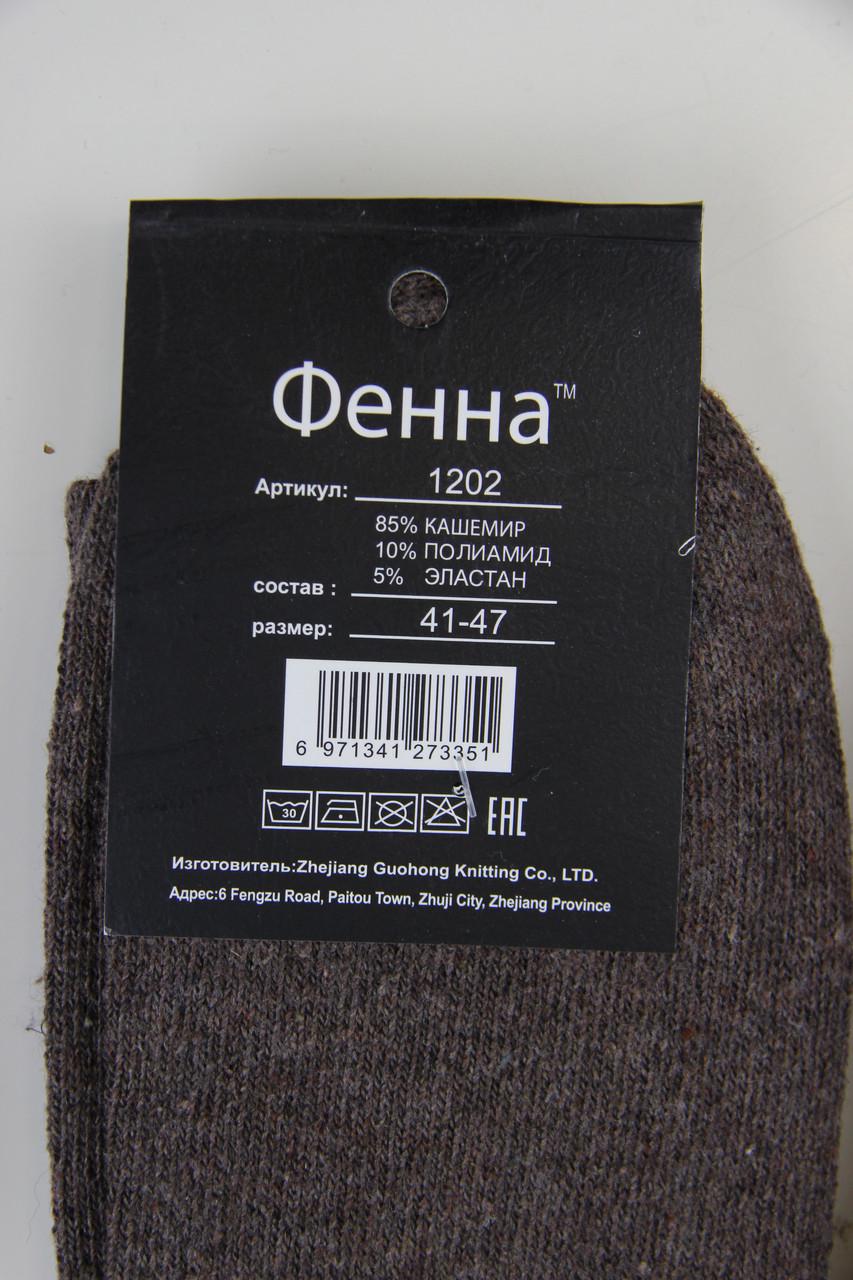 Фенна™
Артикул: 1202
85% КАШЕМИР
10% ПОЛИАМИД
5% ЭЛАСТАН
состав :
размер: 41-47
6 971341 273351
30
EAC
Изготовитель:Zhejiang Guohong Knitting Co., LTD.
Адрес:6 Fengzu Road, Paitou Town, Zhuji City, Zhejiang Province